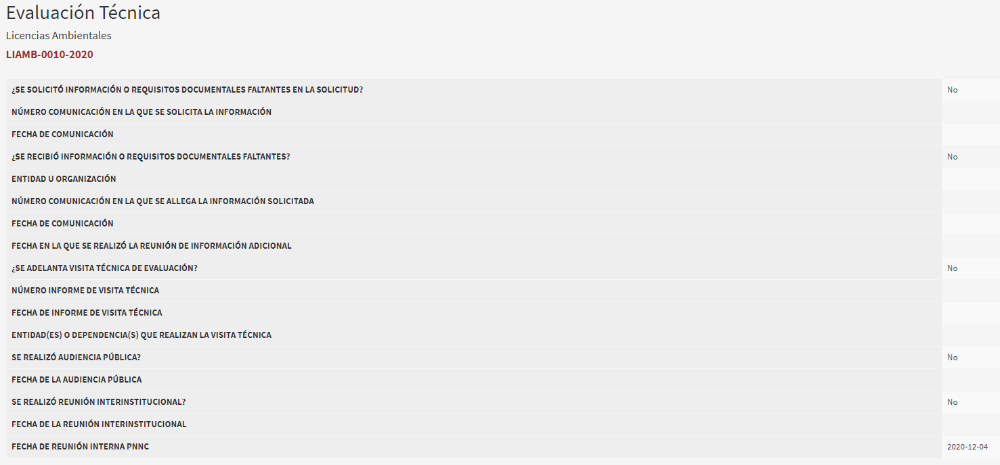 Evaluación Técnica
Licencias Ambientales
LIAMB-0010-2020
¿SE SOLICITÓ INFORMACIÓN O REQUISITOS DOCUMENTALES FALTANTES EN LA SOLICITUD? No
NÚMERO COMUNICACIÓN EN LA QUE SE SOLICITA LA INFORMACIÓN
FECHA DE COMUNICACIÓN
¿SE RECIBIÓ INFORMACIÓN O REQUISITOS DOCUMENTALES FALTANTES? No
ENTIDAD U ORGANIZACIÓN
NÚMERO COMUNICACIÓN EN LA QUE SE ALLEGA LA INFORMACIÓN SOLICITADA
FECHA DE COMUNICACIÓN
FECHA EN LA QUE SE REALIZÓ LA REUNIÓN DE INFORMACIÓN ADICIONAL
¿SE ADELANTA VISITA TÉCNICA DE EVALUACIÓN? No
NÚMERO INFORME DE VISITA TÉCNICA
FECHA DE INFORME DE VISITA TÉCNICA
ENTIDAD(ES) O DEPENDENCIA(S) QUE REALIZAN LA VISITA TÉCNICA
SE REALIZÓ AUDIENCIA PÚBLICA? No
FECHA DE LA AUDIENCIA PÚBLICA
SE REALIZÓ REUNIÓN INTERINSTITUCIONAL? No
FECHA DE LA REUNIÓN INTERINSTITUCIONAL
FECHA DE REUNIÓN INTERNA PNNC 2020-12-04